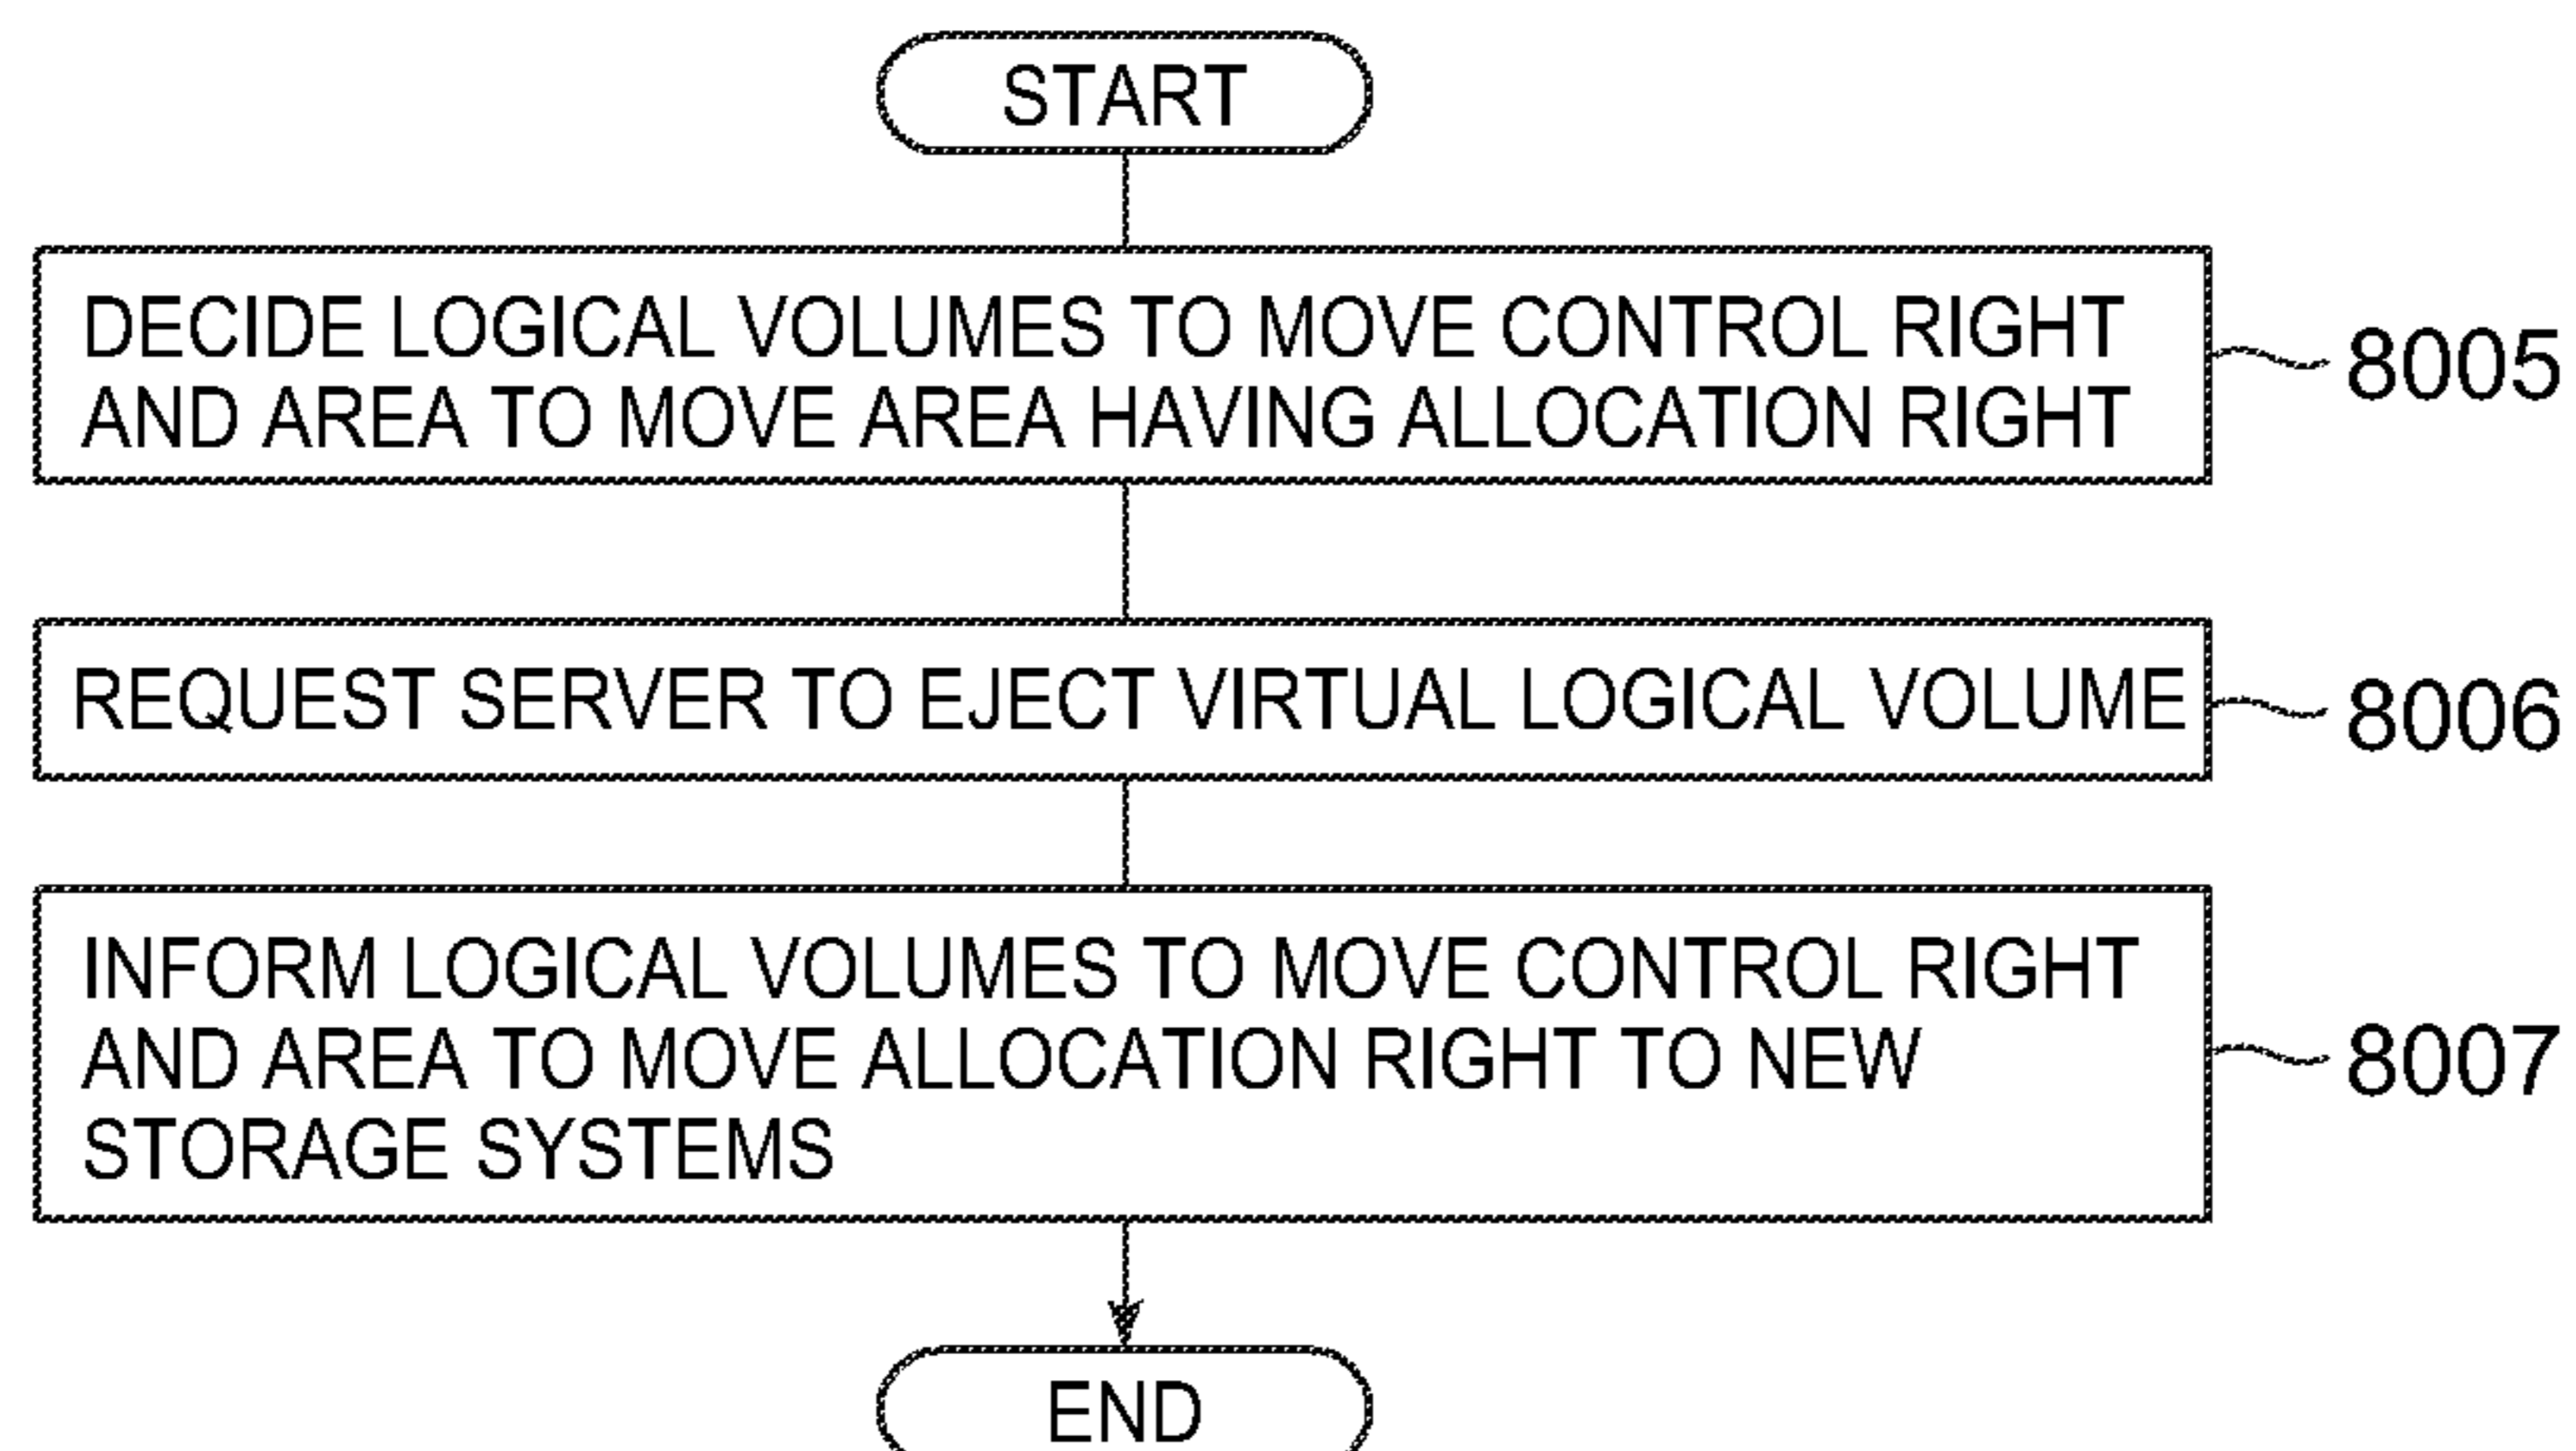 START
DECIDE LOGICAL VOLUMES TO MOVE CONTROL RIGHT
AND AREA TO MOVE AREA HAVING ALLOCATION RIGHT
8005
REQUEST SERVER TO EJECT VIRTUAL LOGICAL VOLUME
8006
INFORM LOGICAL VOLUMES TO MOVE CONTROL RIGHT
AND AREA TO MOVE ALLOCATION RIGHT TO NEW
STORAGE SYSTEMS
8007
END